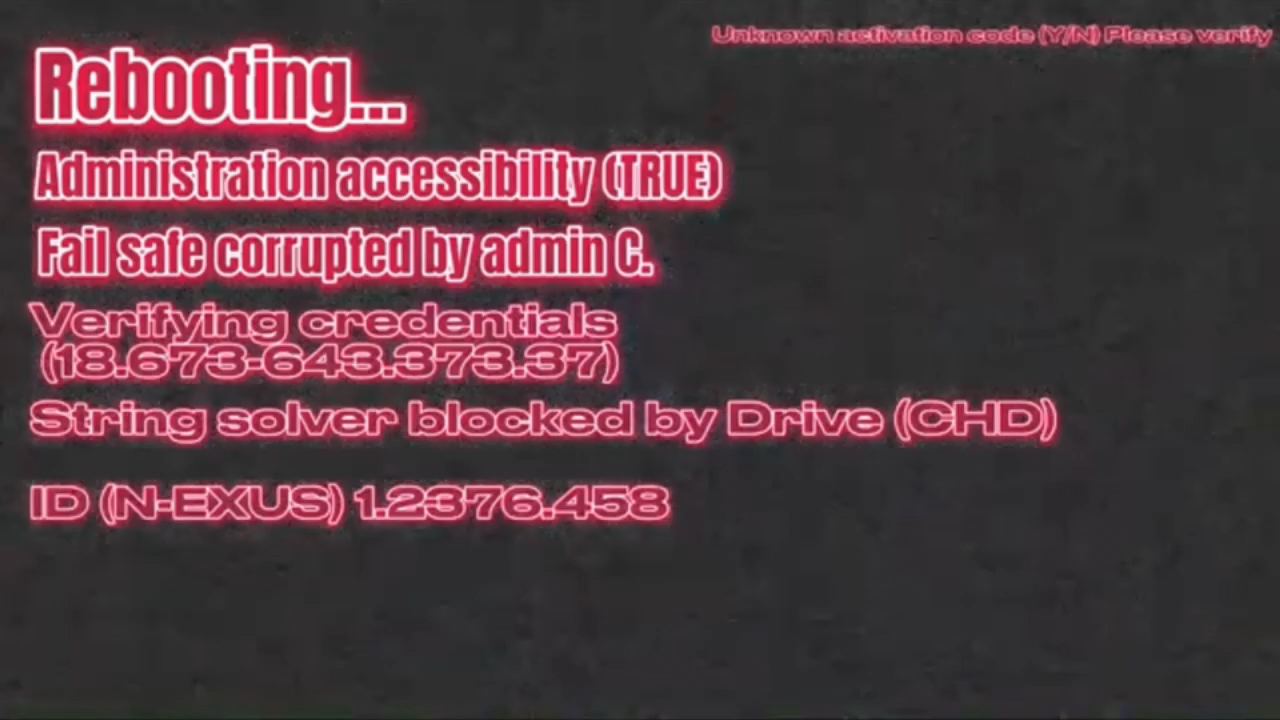 Unknown activation code (Y/N) Please verify
Rebooting...
Administration accessibility (TRUE)
Fail safe corrupted by admin C.
Verifying credentials
(18.673-643.373.37)
String solver blocked by Drive (CHD)
ID (N-EXUS) 1.2376.458